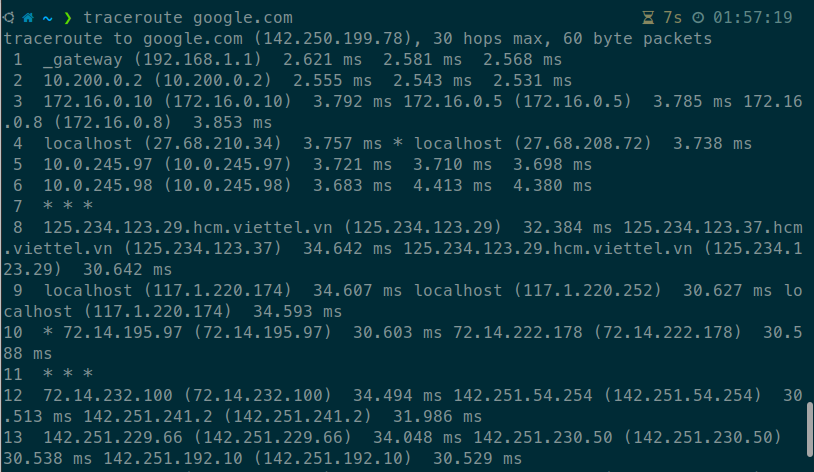 ~ ❯ traceroute google.com 7s 01:57:19
traceroute to google.com (142.250.199.78), 30 hops max, 60 byte packets
 1  _gateway (192.168.1.1)  2.621 ms  2.581 ms  2.568 ms
 2  10.200.0.2 (10.200.0.2)  2.555 ms  2.543 ms  2.531 ms
 3  172.16.0.10 (172.16.0.10)  3.792 ms 172.16.0.5 (172.16.0.5)  3.785 ms 172.16
.0.8 (172.16.0.8)  3.853 ms
 4  localhost (27.68.210.34)  3.757 ms * localhost (27.68.208.72)  3.738 ms
 5  10.0.245.97 (10.0.245.97)  3.721 ms  3.710 ms  3.698 ms
 6  10.0.245.98 (10.0.245.98)  3.683 ms  4.413 ms  4.380 ms
 7  * * *
 8  125.234.123.29.hcm.viettel.vn (125.234.123.29)  32.384 ms 125.234.123.37.hcm
.viettel.vn (125.234.123.37)  34.642 ms 125.234.123.29.hcm.viettel.vn (125.234.1
23.29)  30.642 ms
 9  localhost (117.1.220.174)  34.607 ms localhost (117.1.220.252)  30.627 ms lo
calhost (117.1.220.174)  34.593 ms
10  * 72.14.195.97 (72.14.195.97)  30.603 ms 72.14.222.178 (72.14.222.178)  30.5
88 ms
11  * * *
12  72.14.232.100 (72.14.232.100)  34.494 ms 142.251.54.254 (142.251.54.254)  30
.513 ms 142.251.241.2 (142.251.241.2)  31.986 ms
13  142.251.229.66 (142.251.229.66)  34.048 ms 142.251.230.50 (142.251.230.50)
30.538 ms 142.251.192.10 (142.251.192.10)  30.529 ms